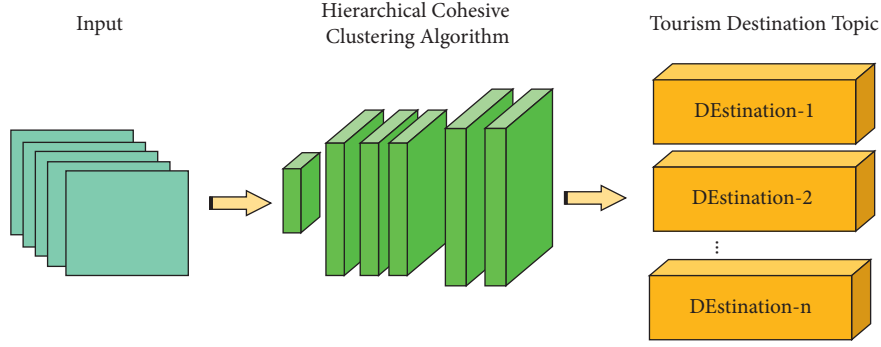 Input
Hierarchical Cohesive
Clustering Algorithm
Tourism Destination Topic
DEstination-1
DEstination-2
...
DEstination-n